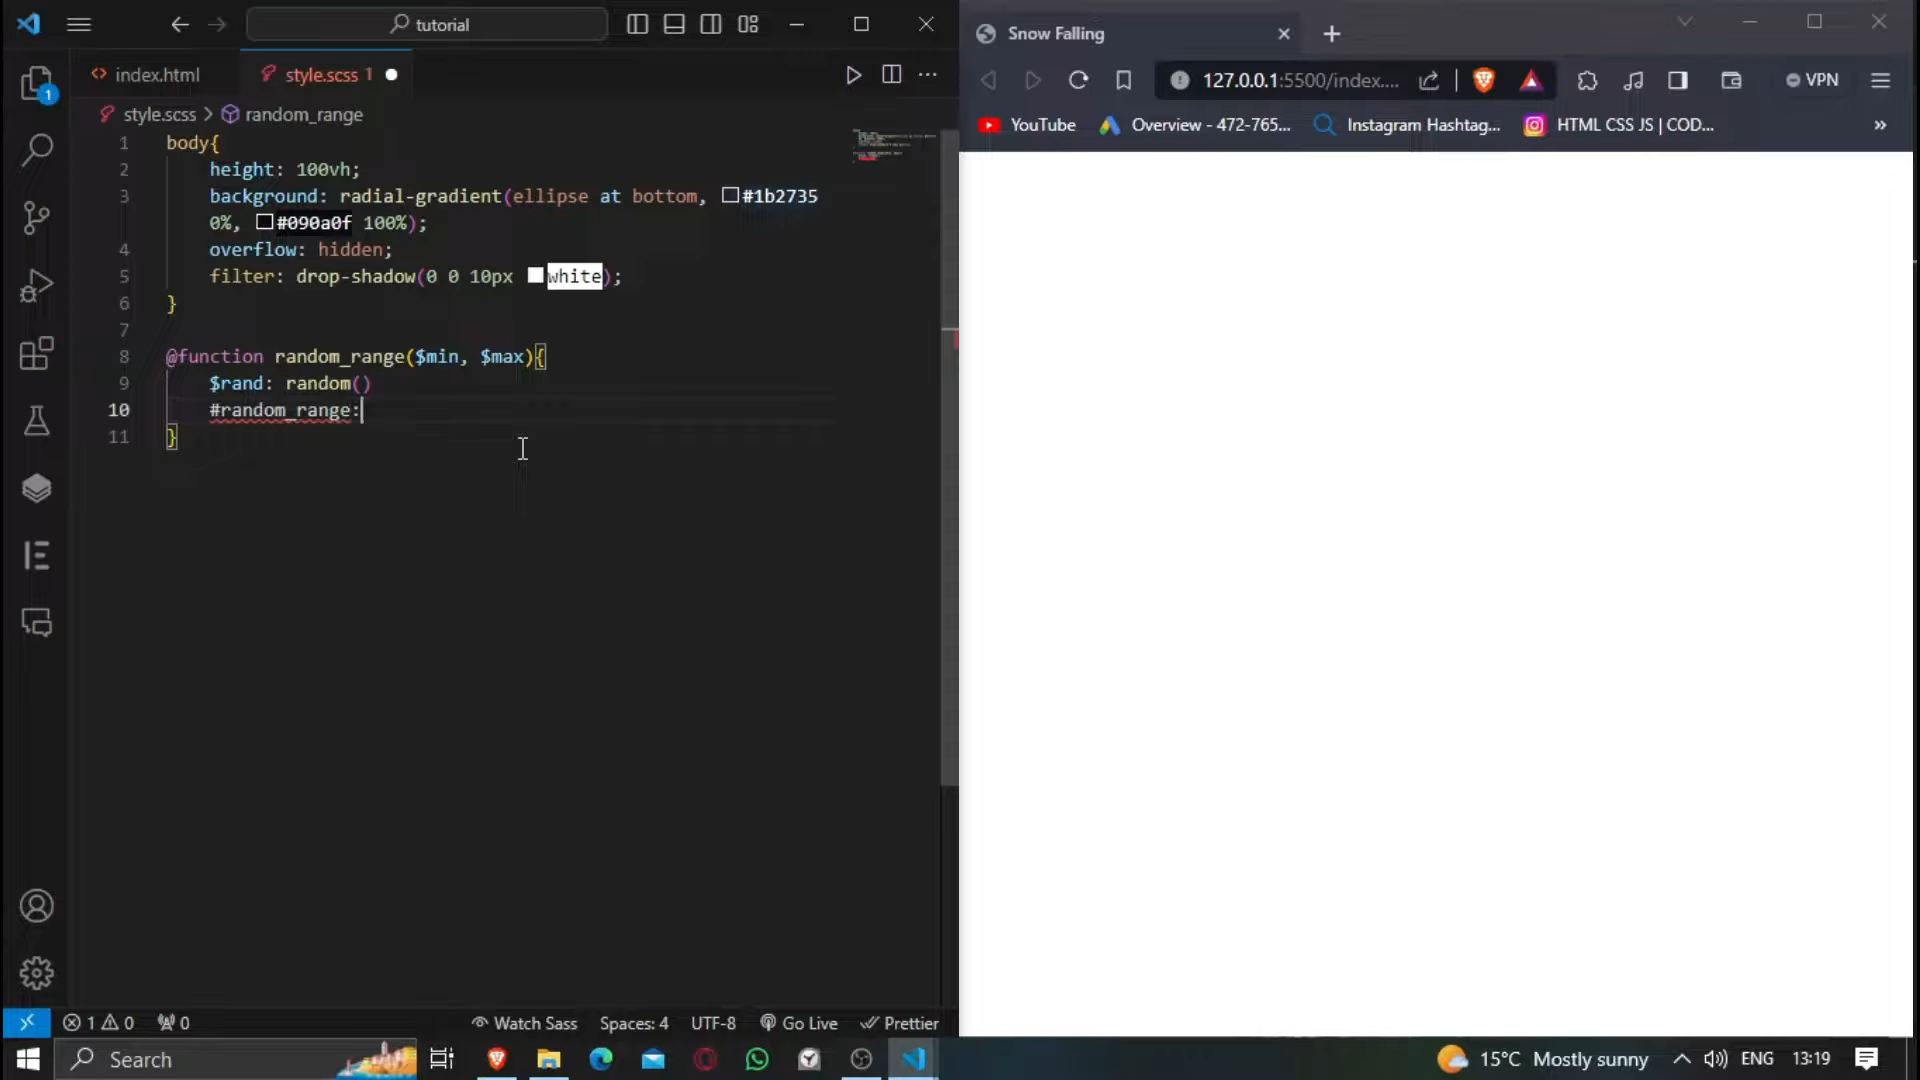 tutorial
index.html
style.scss 1
style.scss
random_range
1 body{
2 height: 100vh;
3 background: radial-gradient(ellipse at bottom, #1b2735
0%, #090a0f 100%);
4 overflow: hidden;
5 filter: drop-shadow(0 0 10px white);
6 }
7
8 @function random_range($min, $max){
9 $rand: random()
10 #random_range:
11 }
1
1 0 0
Watch Sass
Spaces: 4
UTF-8
Go Live
Prettier
Snow Falling
127.0.0.1:5500/index....
VPN
YouTube
Overview - 472-765...
Instagram Hashtag...
HTML CSS JS | COD...
Search
15°C Mostly sunny
ENG
13:19